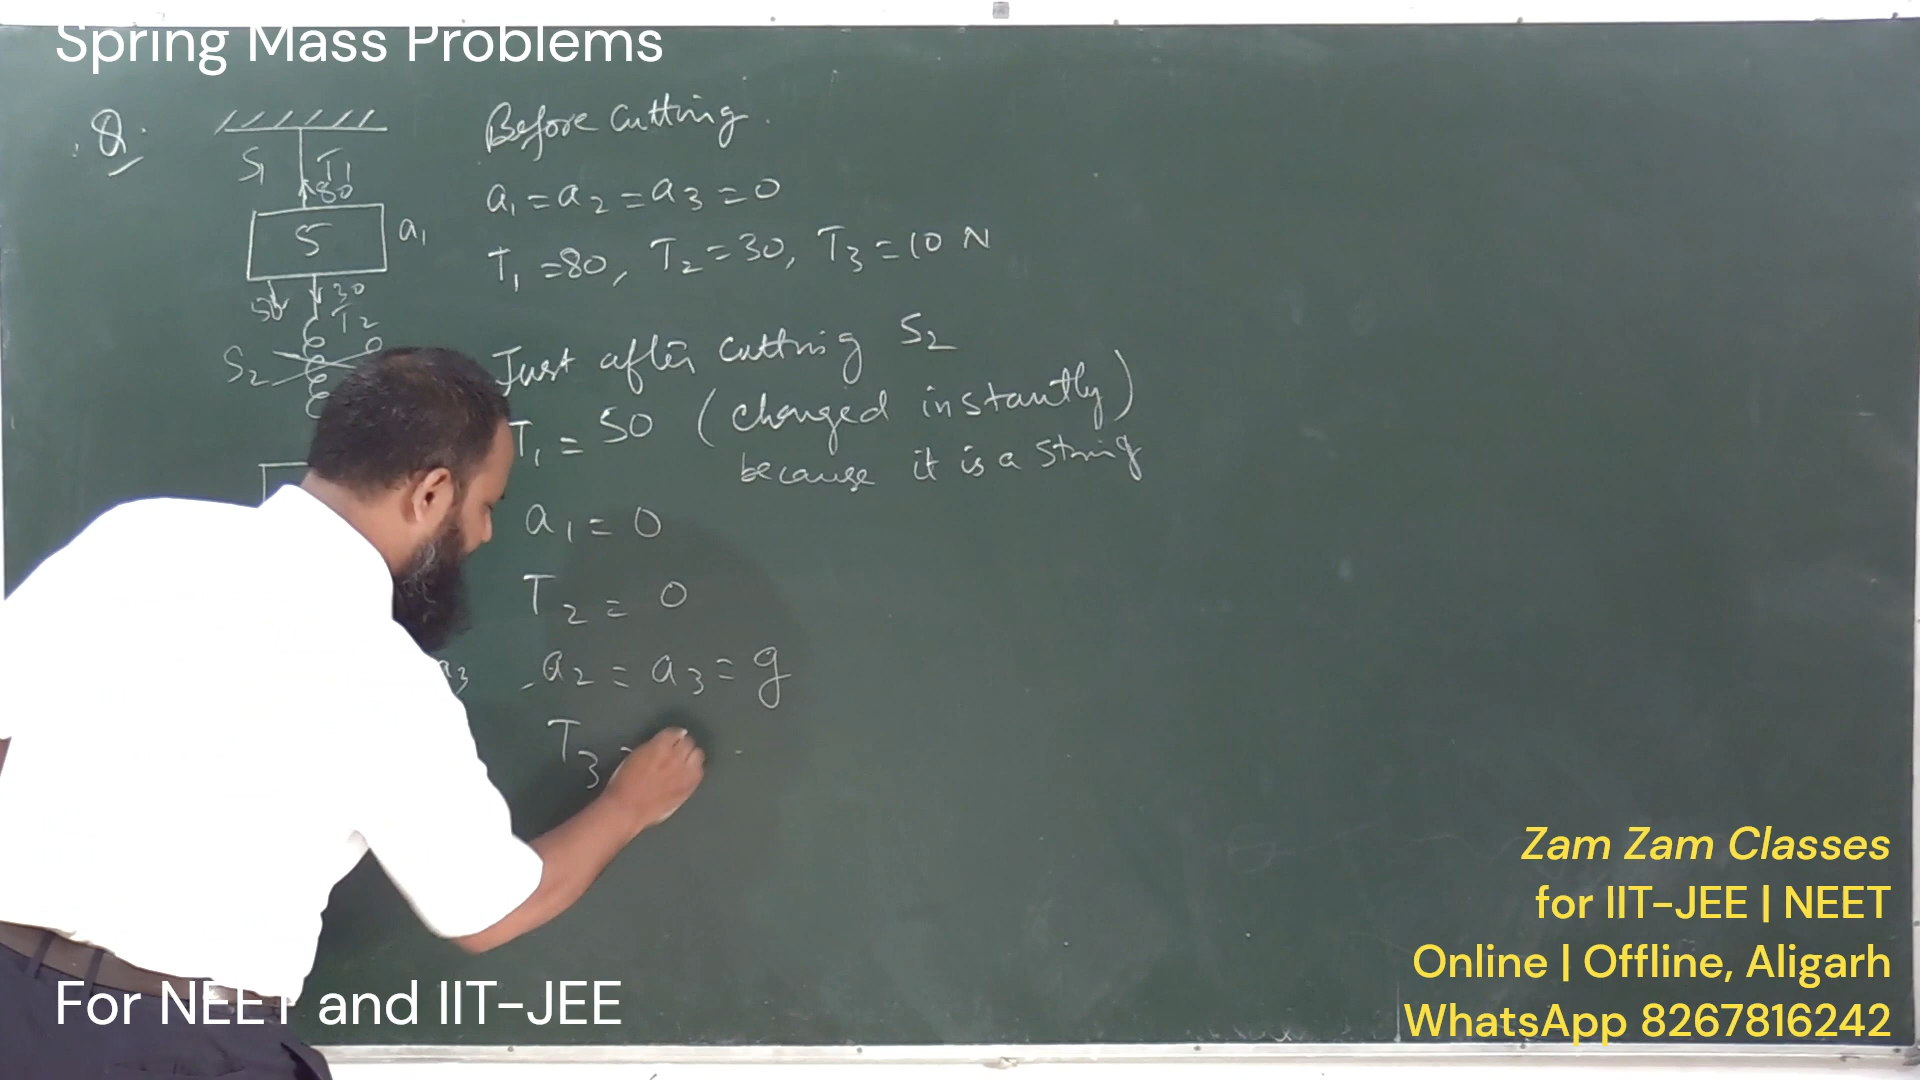 Spring Mass Problems
Q.
S1 T1
80
5 a1
50 30
T2
S2 0
Before cutting.
a1 = a2 = a3 = 0
T1 = 80, T2 = 30, T3 = 10 N
Just after cutting S2
T1 = 50 (changed instantly)
because it is a string
a1 = 0
T2 = 0
a3
a2 = a3 = g
T3
Zam Zam Classes
for IIT-JEE | NEET
Online | Offline, Aligarh
WhatsApp 8267816242
For NEET and IIT-JEE